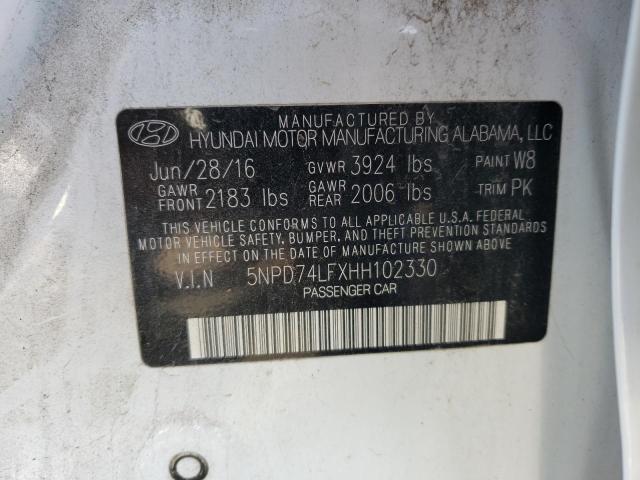 MANUFACTURED BY
HYUNDAI MOTOR MANUFACTURING ALABAMA, LLC
Jun/28/16 GVWR 3924 lbs PAINT W8
GAWR FRONT 2183 lbs GAWR REAR 2006 lbs TRIM PK
THIS VEHICLE CONFORMS TO ALL APPLICABLE U.S.A. FEDERAL
MOTOR VEHICLE SAFETY, BUMPER, AND THEFT PREVENTION STANDARDS
IN EFFECT ON THE DATE OF MANUFACTURE SHOWN ABOVE.
V.I.N 5NPD74LFXHH102330
PASSENGER CAR